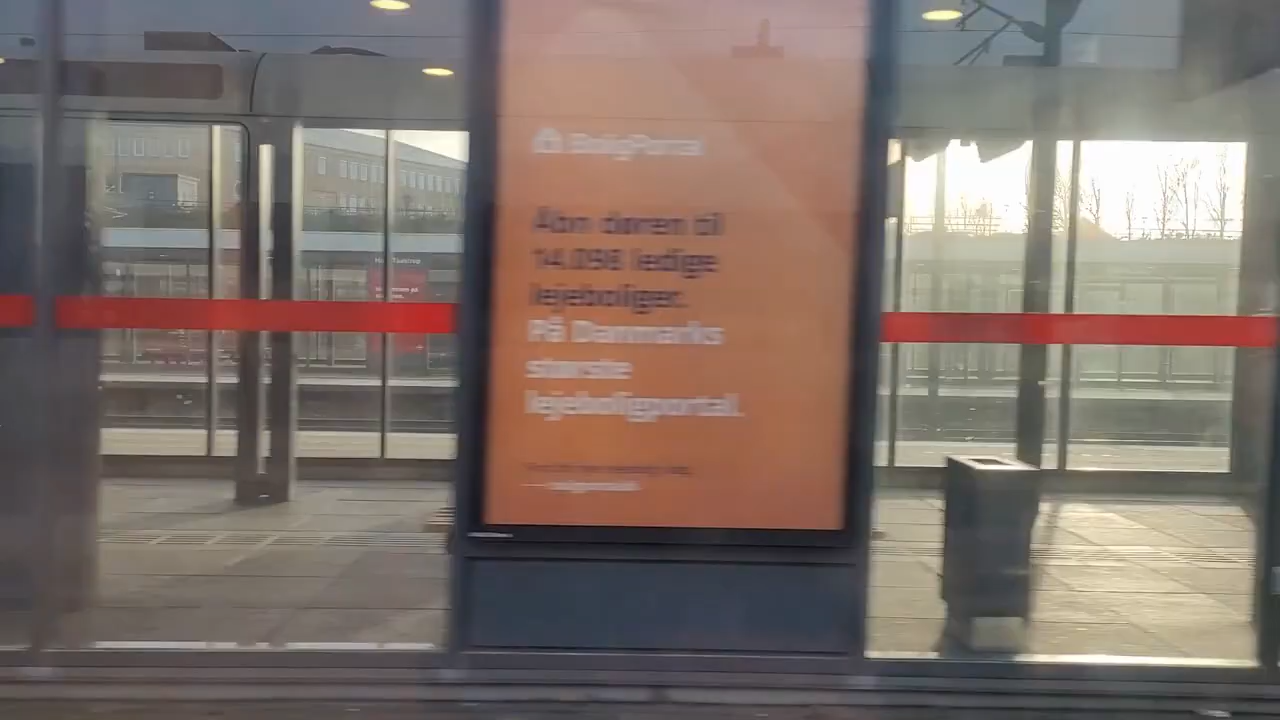 BoligPortal
Åbn døren til
14.098 ledige
lejeboliger.
På Danmarks
største
lejeboligportal.